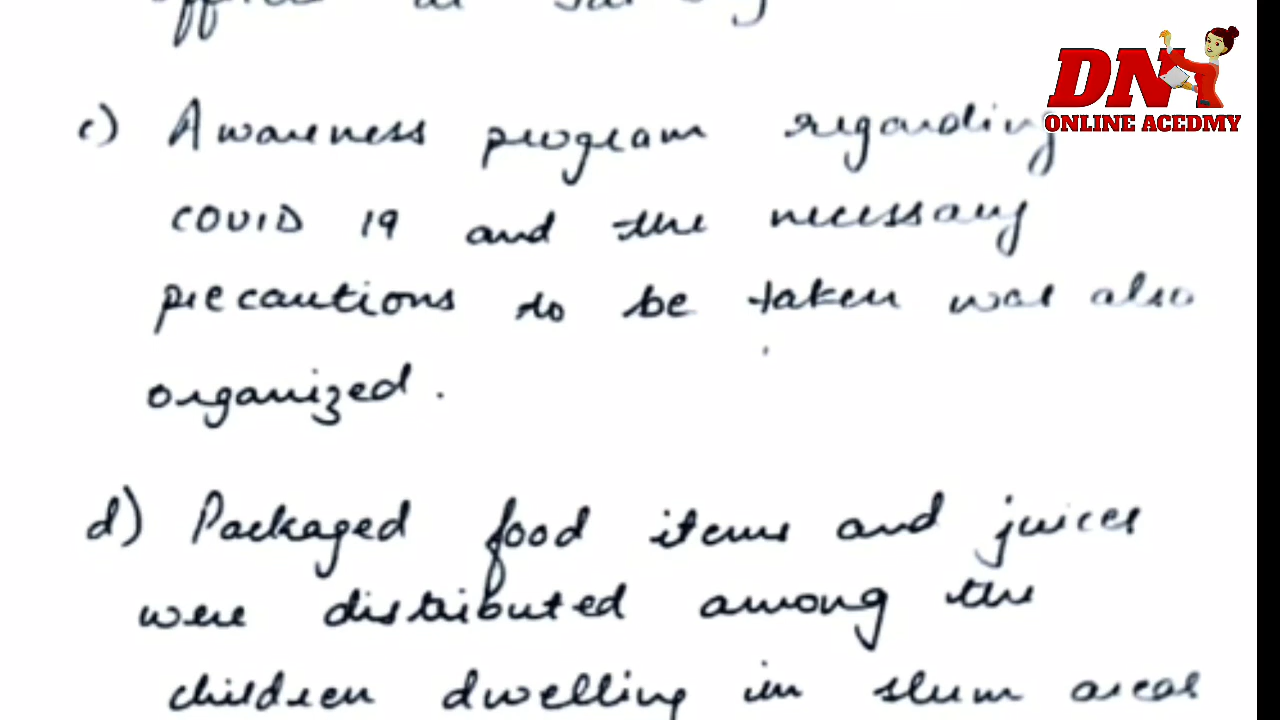 DNA
ONLINE ACEDMY
c) Awareness program regarding
COVID 19 and the necessary
precautions to be taken was also
organized.
d) Packaged food items and juices
were distributed among the
children dwelling in slum areas